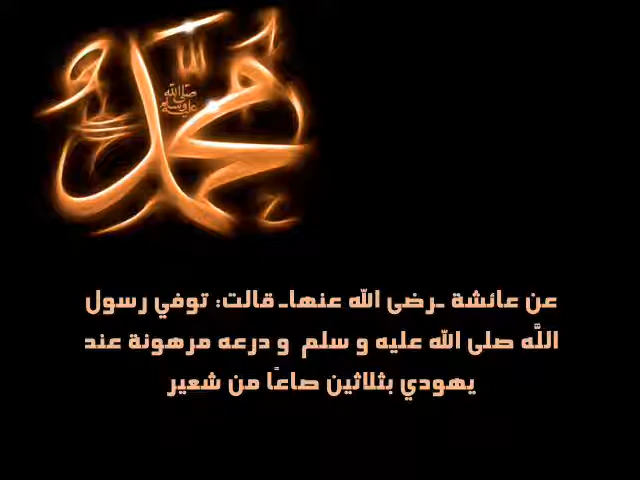 محمد
صلى الله
عليه وسلم
عن عائشة -رضى الله عنها- قالت: توفي رسول
اللَّه صلى الله عليه و سلم و درعه مرهونة عند
يهودي بثلاثين صاعًا من شعير